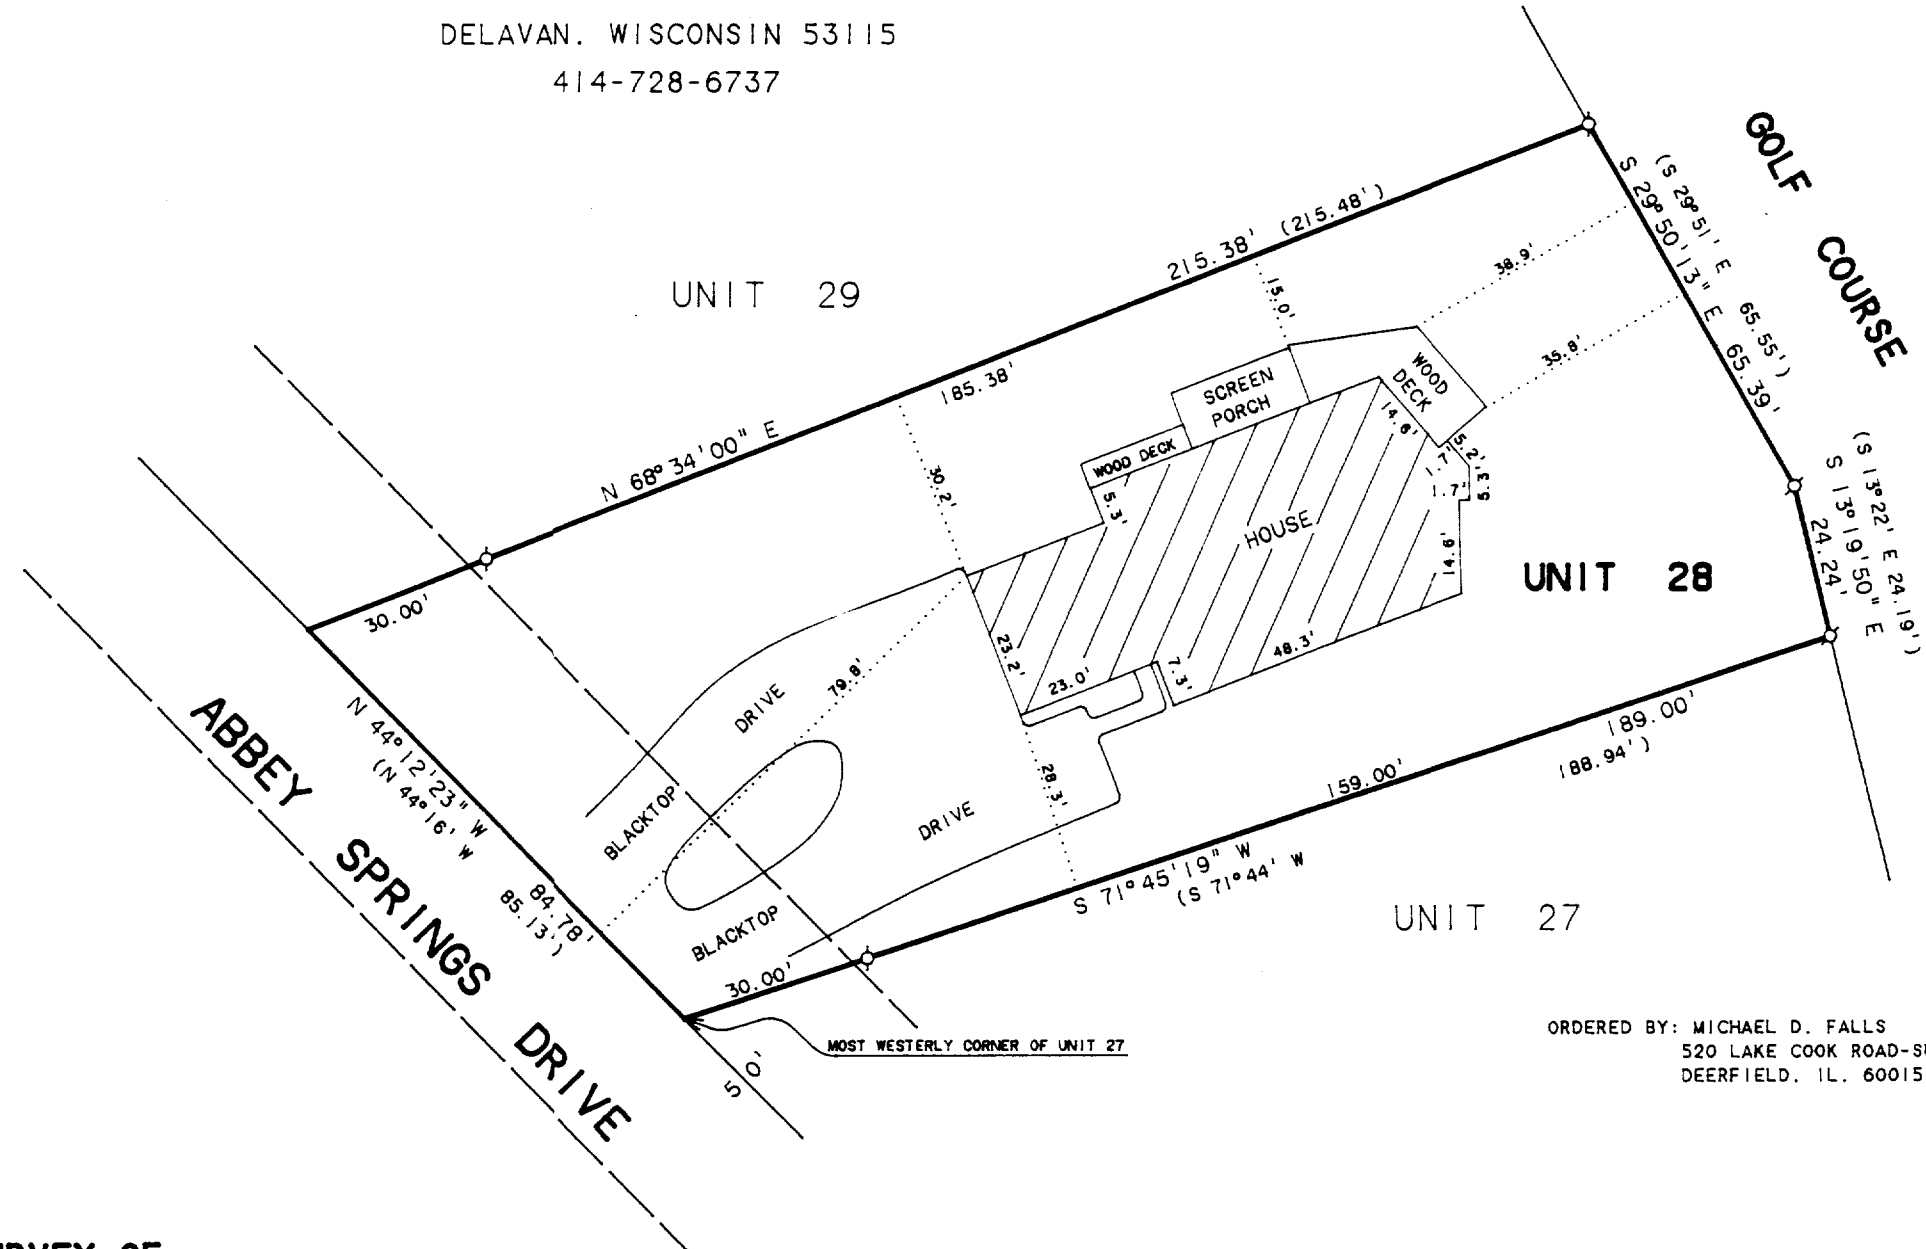 DELAVAN. WISCONSIN 53115
414-728-6737
GOLF COURSE
(S 29°51' E 65.55')
S 29°50'13" E 65.39'
215.38' (215.48')
UNIT 29
38.9'
15.0'
35.8'
185.38'
WOOD
DECK
SCREEN
PORCH
14.6'
N 68°34'00" E
WOOD DECK
5.2'
1.7'
5.3'
1.7'
30.2'
5.3'
HOUSE
14.9'
(S 13°22' E 24.19')
S 13°19'50" E
24.24'
UNIT 28
30.00'
23.2'
48.3'
23.0'
7.3'
79.8'
DRIVE
189.00'
(188.94')
159.00'
28.3'
BLACKTOP
DRIVE
N 44°12'23" W
(N 44°16' W
84.78'
85.13')
ABBEY SPRINGS DRIVE
S 71°45'19" W
(S 71°44' W
BLACKTOP
UNIT 27
30.00'
MOST WESTERLY CORNER OF UNIT 27
50'
ORDERED BY: MICHAEL D. FALLS
520 LAKE COOK ROAD-
DEERFIELD. IL. 60015